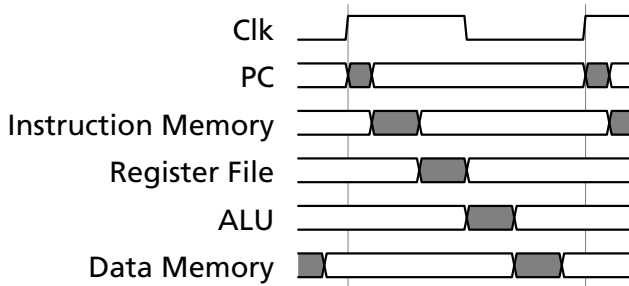 Clk
PC
Instruction Memory
Register File
ALU
Data Memory